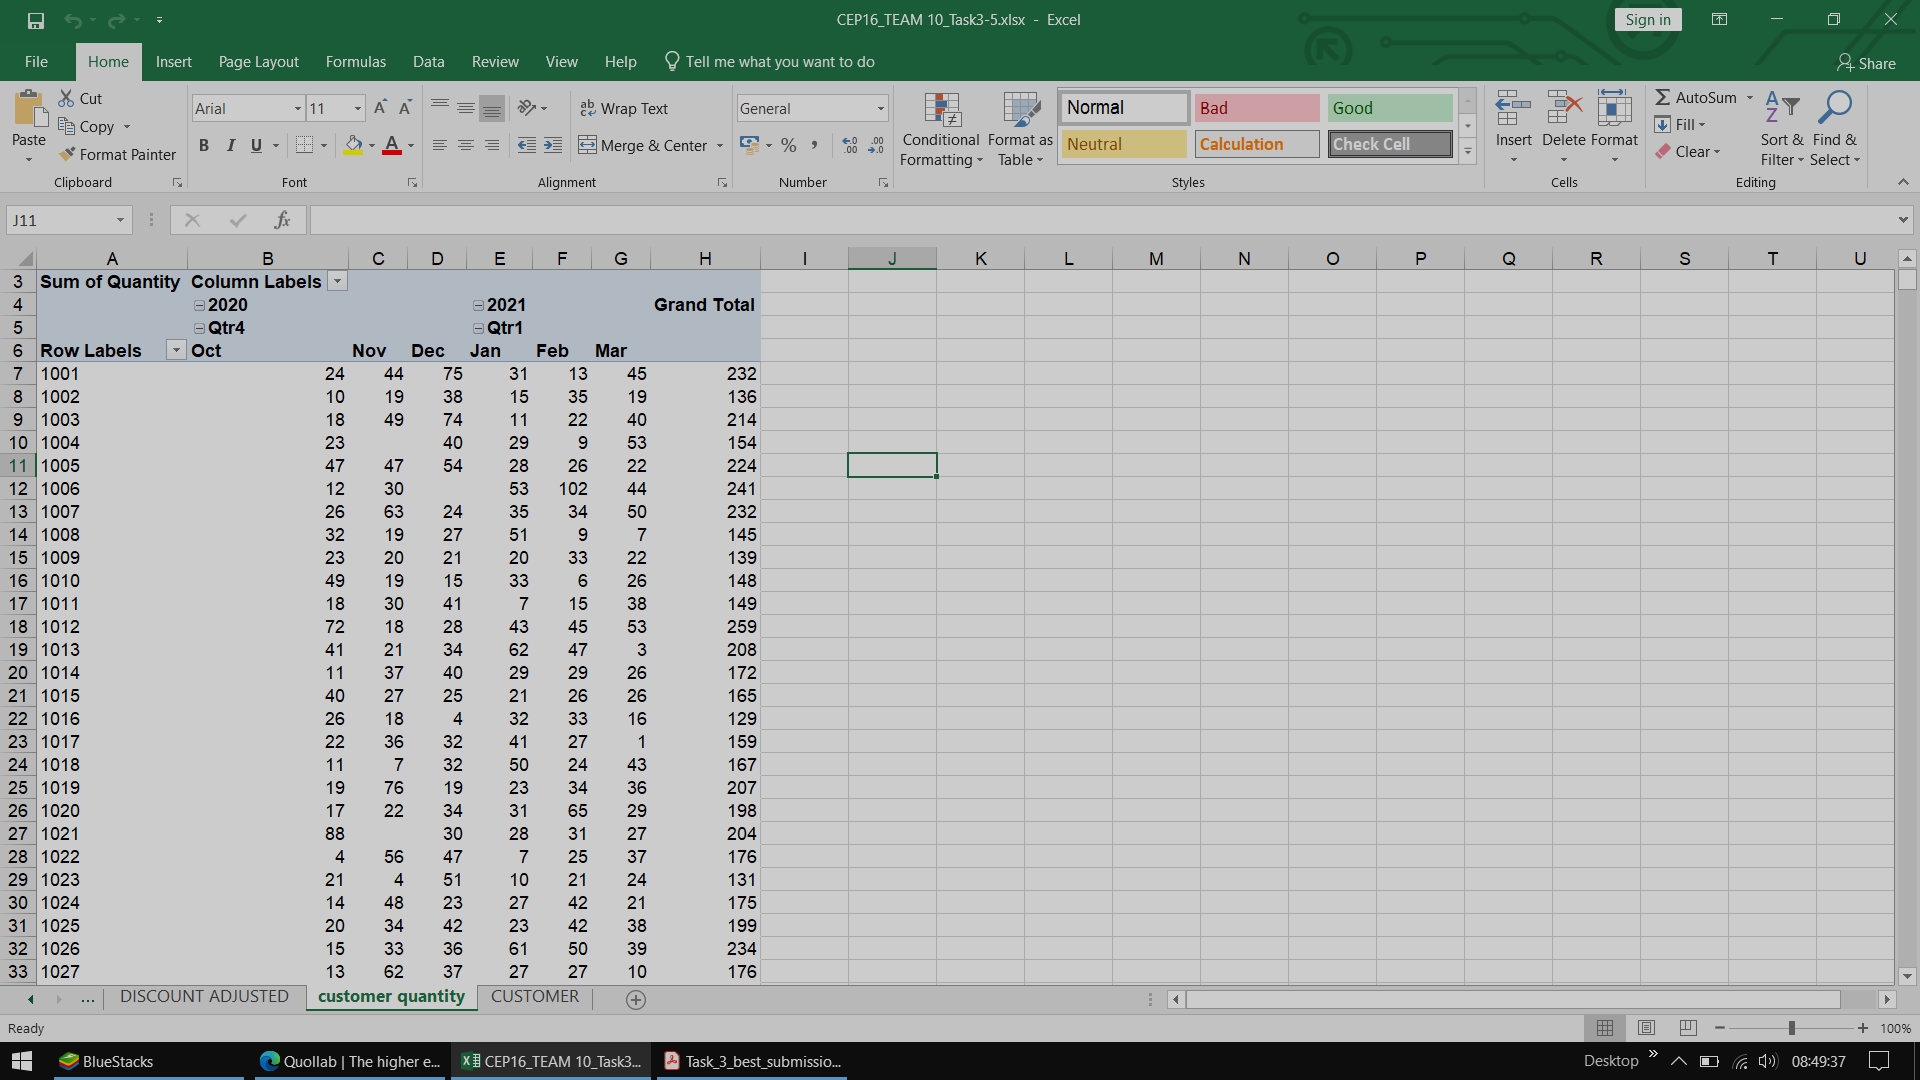 CEP16_TEAM 10_Task3-5.xlsx - Excel
Sign in
File Home Insert Page Layout Formulas Data Review View Help Tell me what you want to do
Share
Paste
Cut
Copy
Format Painter
Clipboard
Arial 11
B I U
Font
Wrap Text
Merge & Center
Alignment
General
Number
Conditional Formatting
Format as Table
Normal Bad Good
Neutral Calculation Check Cell
Styles
Insert Delete Format
Cells
AutoSum
Fill
Clear
Sort & Filter
Find & Select
Editing
J11
fx
A B C D E F G H I J K L M N O P Q R S T U
3 Sum of Quantity Column Labels
4 2020 2021 Grand Total
5 Qtr4 Qtr1
6 Row Labels Oct Nov Dec Jan Feb Mar
7 1001 24 44 75 31 13 45 232
8 1002 10 19 38 15 35 19 136
9 1003 18 49 74 11 22 40 214
10 1004 23 40 29 9 53 154
11 1005 47 47 54 28 26 22 224
12 1006 12 30 53 102 44 241
13 1007 26 63 24 35 34 50 232
14 1008 32 19 27 51 9 7 145
15 1009 23 20 21 20 33 22 139
16 1010 49 19 15 33 6 26 148
17 1011 18 30 41 7 15 38 149
18 1012 72 18 28 43 45 53 259
19 1013 41 21 34 62 47 3 208
20 1014 11 37 40 29 29 26 172
21 1015 40 27 25 21 26 26 165
22 1016 26 18 4 32 33 16 129
23 1017 22 36 32 41 27 1 159
24 1018 11 7 32 50 24 43 167
25 1019 19 76 19 23 34 36 207
26 1020 17 22 34 31 65 29 198
27 1021 88 30 28 31 27 204
28 1022 4 56 47 7 25 37 176
29 1023 21 4 51 10 21 24 131
30 1024 14 48 23 27 42 21 175
31 1025 20 34 42 23 42 38 199
32 1026 15 33 36 61 50 39 234
33 1027 13 62 37 27 27 10 176
... DISCOUNT ADJUSTED customer quantity CUSTOMER
Ready
100%
BlueStacks
Quollab | The higher e...
CEP16_TEAM 10_Task3...
Task_3_best_submissio...
Desktop
08:49:37